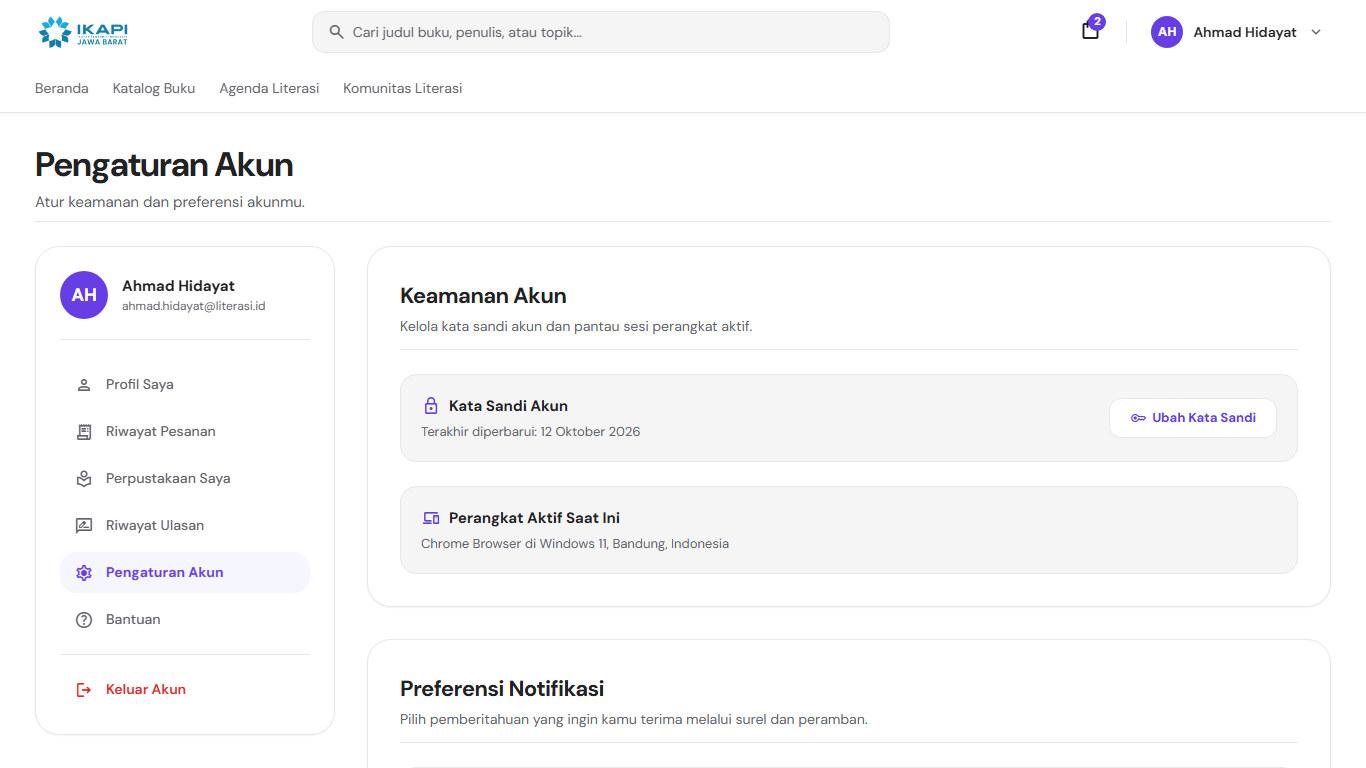 IKAPI
JAWA BARAT
Cari judul buku, penulis, atau topik...
2
AH
Ahmad Hidayat
Beranda
Katalog Buku
Agenda Literasi
Komunitas Literasi
Pengaturan Akun
Atur keamanan dan preferensi akunmu.
AH
Ahmad Hidayat
ahmad.hidayat@literasi.id
Profil Saya
Riwayat Pesanan
Perpustakaan Saya
Riwayat Ulasan
Pengaturan Akun
Bantuan
Keluar Akun
Keamanan Akun
Kelola kata sandi akun dan pantau sesi perangkat aktif.
Kata Sandi Akun
Terakhir diperbarui: 12 Oktober 2026
Ubah Kata Sandi
Perangkat Aktif Saat Ini
Chrome Browser di Windows 11, Bandung, Indonesia
Preferensi Notifikasi
Pilih pemberitahuan yang ingin kamu terima melalui surel dan peramban.